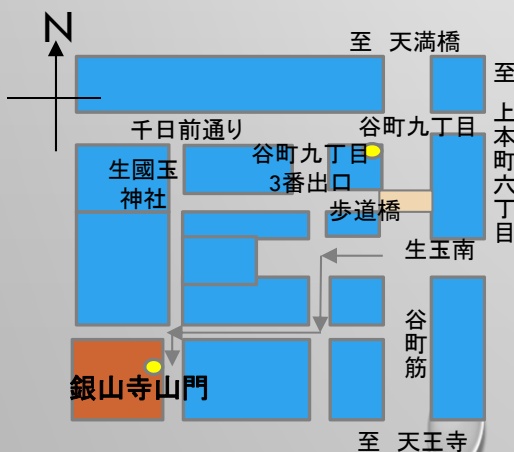 N
至 天満橋
至 上本町六丁目
千日前通り
谷町九丁目
谷町九丁目
3番出口
生國玉
神社
歩道橋
生玉南
谷町筋
銀山寺山門
至 天王寺